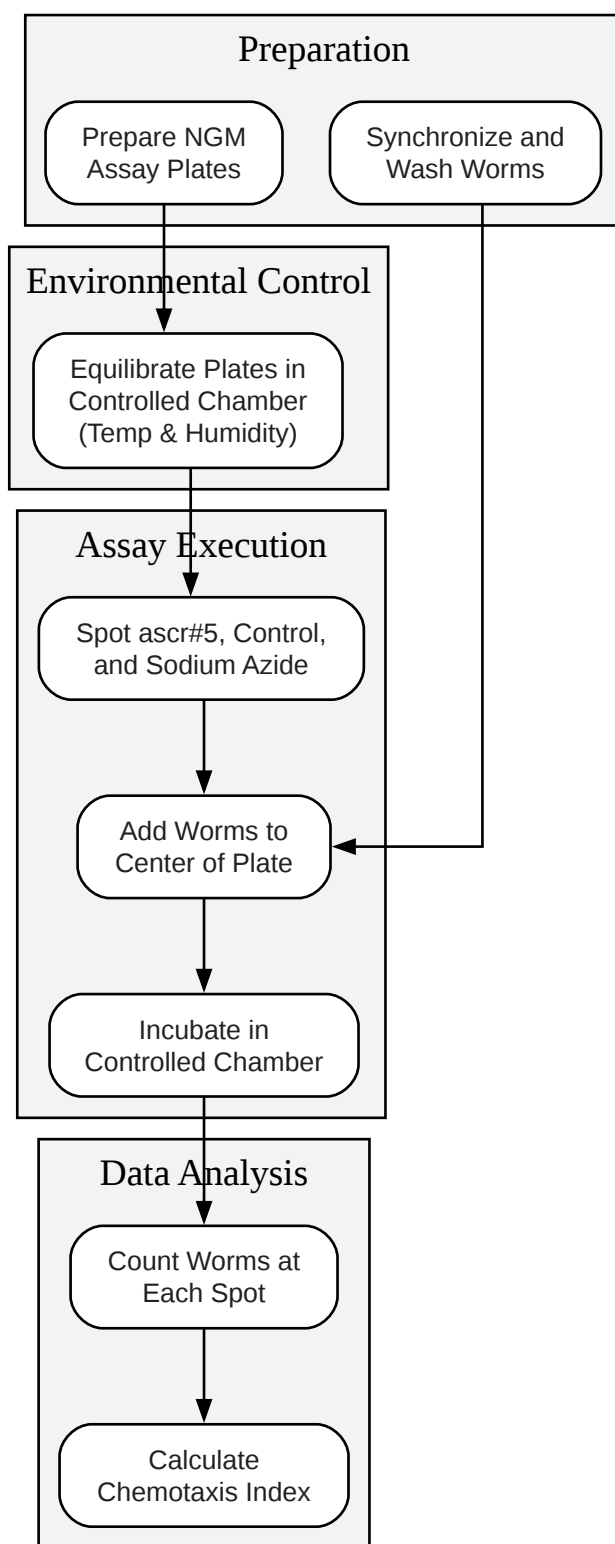 Preparation
Prepare NGM
Assay Plates
Synchronize and
Wash Worms
Environmental Control
Equilibrate Plates in
Controlled Chamber
(Temp & Humidity)
Assay Execution
Spot ascr#5, Control,
and Sodium Azide
Add Worms to
Center of Plate
Incubate in
Controlled Chamber
Data Analysis
Count Worms at
Each Spot
Calculate
Chemotaxis Index